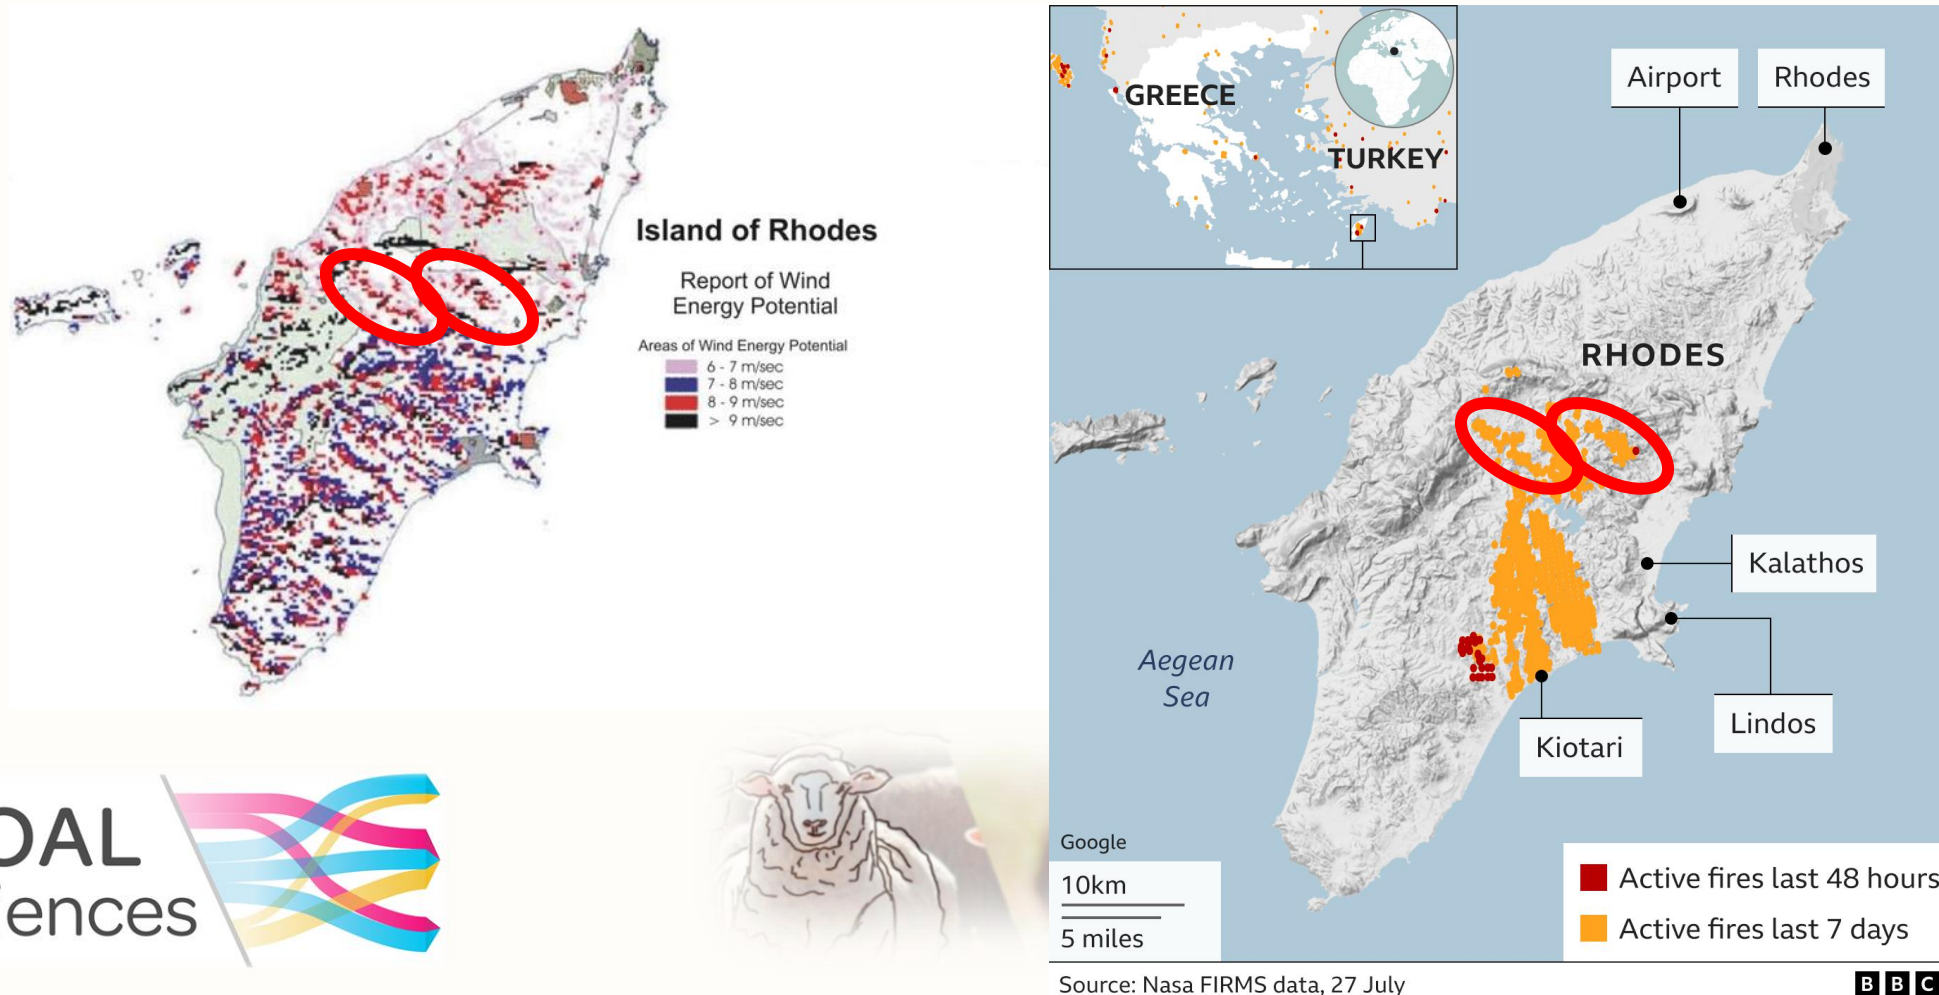 Island of Rhodes
Report of Wind
Energy Potential
Areas of Wind Energy Potential
6 - 7 m/sec
7 - 8 m/sec
8 - 9 m/sec
> 9 m/sec
OAL
iences
GREECE
TURKEY
Airport
Rhodes
RHODES
Kalathos
Lindos
Kiotari
Aegean
Sea
Google
10km
5 miles
Active fires last 48 hours
Active fires last 7 days
Source: Nasa FIRMS data, 27 July
BBC